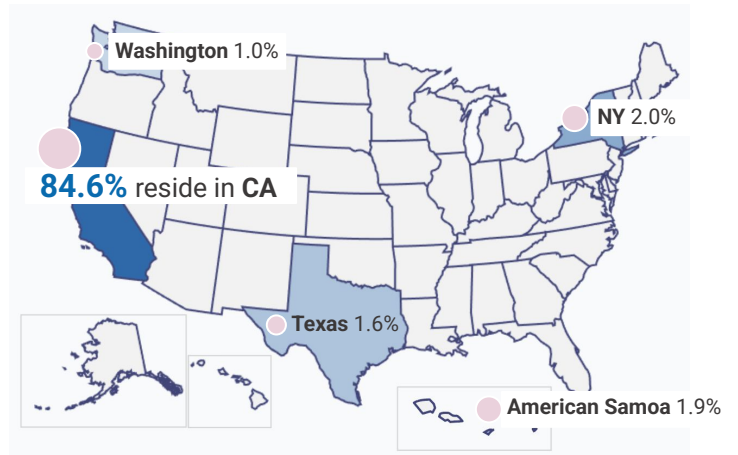 Washington 1.0%
NY 2.0%
84.6% reside in CA
Texas 1.6%
American Samoa 1.9%